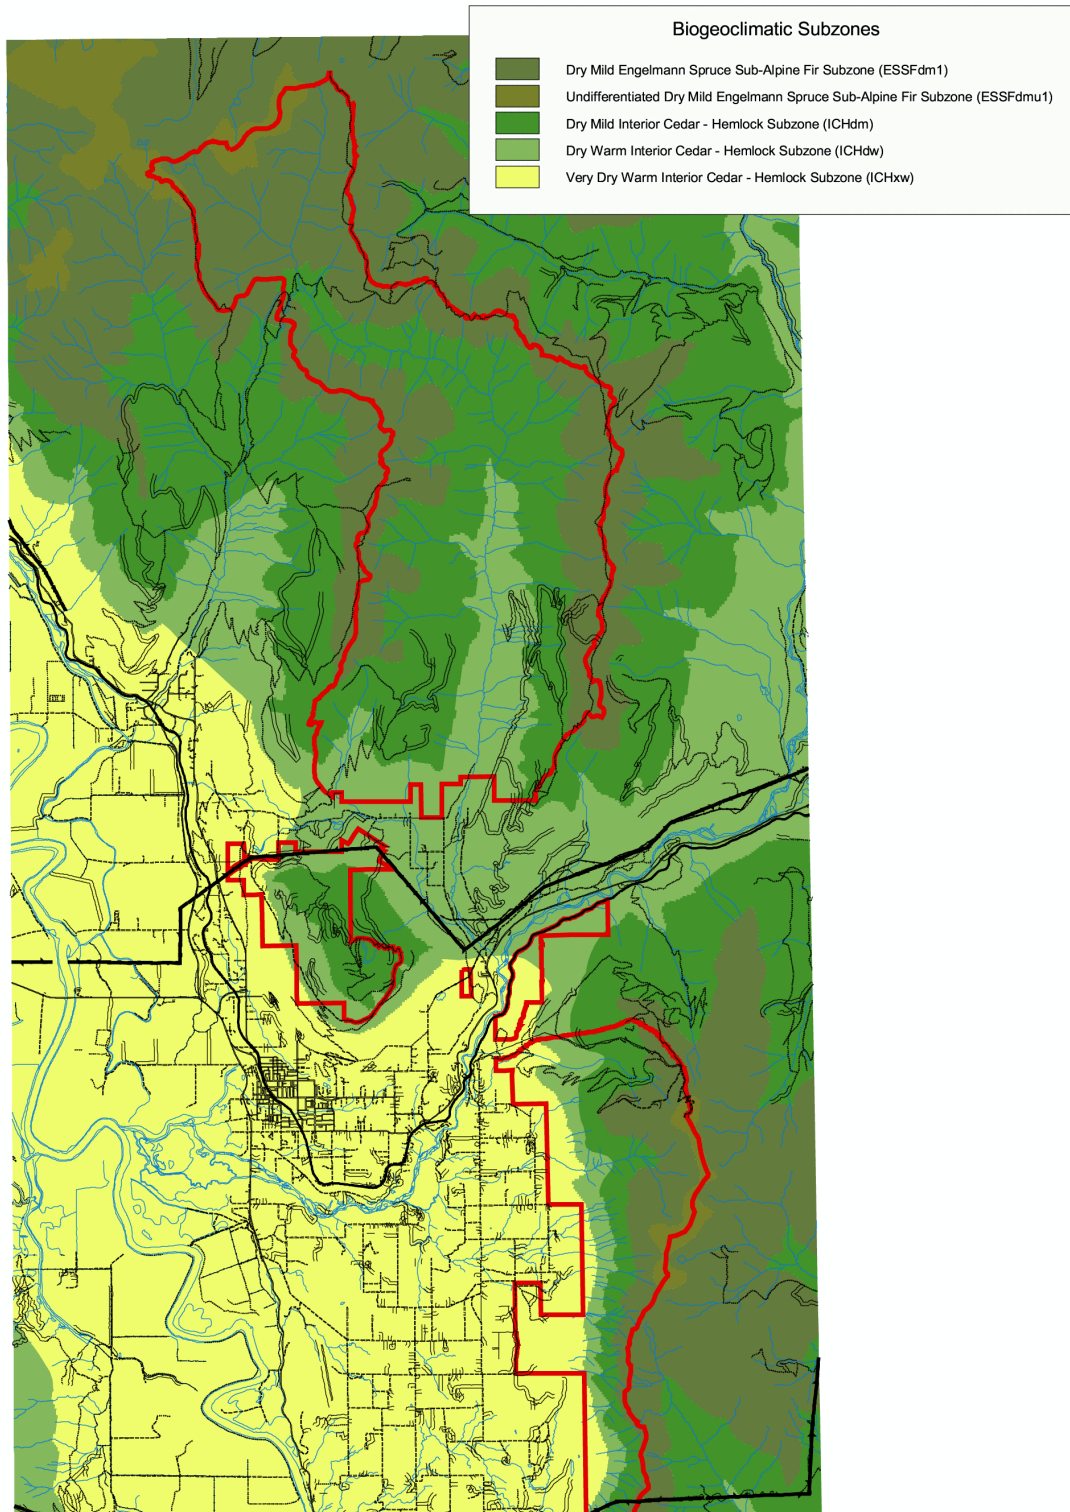 Biogeoclimatic Subzones
Dry Mild Engelmann Spruce Sub-Alpine Fir Subzone (ESSFdm1)
Undifferentiated Dry Mild Engelmann Spruce Sub-Alpine Fir Subzone (ESSFdmu1)
Dry Mild Interior Cedar - Hemlock Subzone (ICHdm)
Dry Warm Interior Cedar - Hemlock Subzone (ICHdw)
Very Dry Warm Interior Cedar - Hemlock Subzone (ICHxw)